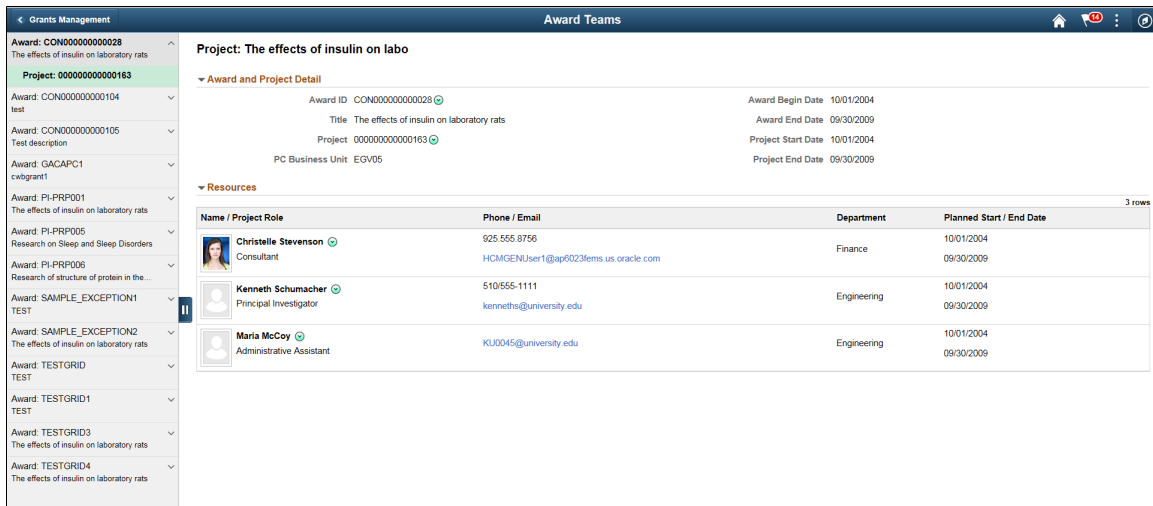 Grants Management
Award Teams
14
Award: CON000000000028
The effects of insulin on laboratory rats
Project: 000000000000163
Award: CON000000000104
test
Award: CON000000000105
Test description
Award: GACAPC1
cwbgrant1
Award: PI-PRP001
The effects of insulin on laboratory rats
Award: PI-PRP005
Research on Sleep and Sleep Disorders
Award: PI-PRP006
Research of structure of protein in the...
Award: SAMPLE_EXCEPTION1
TEST
Award: SAMPLE_EXCEPTION2
The effects of insulin on laboratory rats
Award: TESTGRID
TEST
Award: TESTGRID1
TEST
Award: TESTGRID3
The effects of insulin on laboratory rats
Award: TESTGRID4
The effects of insulin on laboratory rats
Project: The effects of insulin on labo
Award and Project Detail
Award ID CON000000000028 Award Begin Date 10/01/2004
Title The effects of insulin on laboratory rats Award End Date 09/30/2009
Project 000000000000163 Project Start Date 10/01/2004
PC Business Unit EGV05 Project End Date 09/30/2009
Resources
3 rows
Name / Project Role Phone / Email Department Planned Start / End Date
Christelle Stevenson 925.555.8756 Finance 10/01/2004
Consultant HCMGENUser1@ap6023fems.us.oracle.com 09/30/2009
Kenneth Schumacher 510/555-1111 Engineering 10/01/2004
Principal Investigator kenneths@university.edu 09/30/2009
Maria McCoy KU0045@university.edu Engineering 10/01/2004
Administrative Assistant 09/30/2009